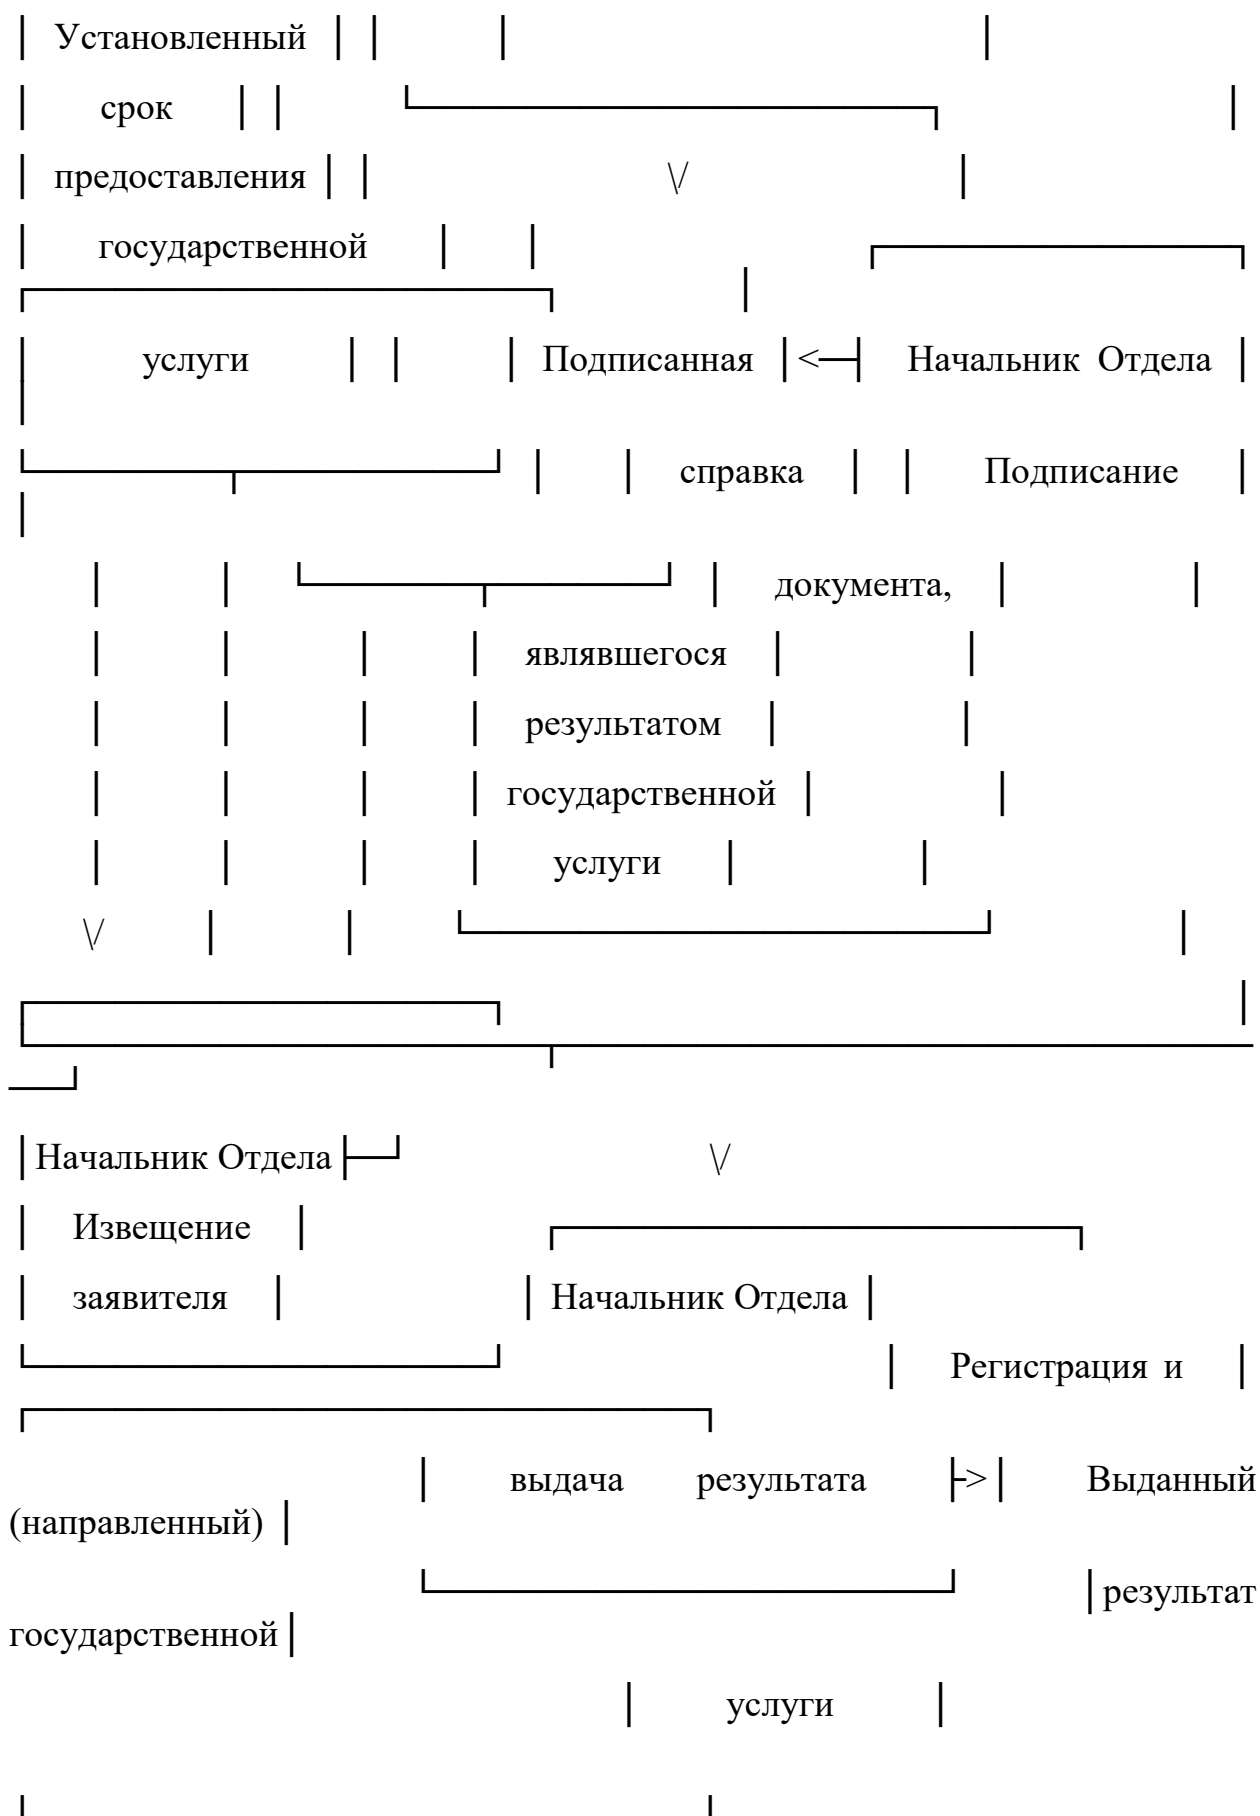 │ Установленный │ │ │ │
│ срок │ │ └────────────────────┐ │
│ предоставления │ │ \/ │
│ государственной │ │ ┌──────────────┐
┌────────────────────┐ │
│ услуги │ │ │ Подписанная │<─┤ Начальник Отдела │
│
└────────┬──────────┘ │ │ справка │ │ Подписание │
│
│ │ └───────┬───────┘ │ документа, │ │
│ │ │ │ являвшегося │ │
│ │ │ │ результатом │ │
│ │ │ │ государственной │ │
│ │ │ │ услуги │ │
\/ │ │ └────────────────────┘ │
┌──────────────────┐ │
└────────────────────┬───────────────────────────
──┘
│Начальник Отдела├─┘ \/
│ Извещение │ ┌────────────────────┐
│ заявителя │ │ Начальник Отдела │
└──────────────────┘ │ Регистрация и │
┌──────────────────────────┐
│ выдача результата ├>│ Выданный
(направленный) │
└────────────────────┘ │результат
государственной│
│ услуги │
│ │